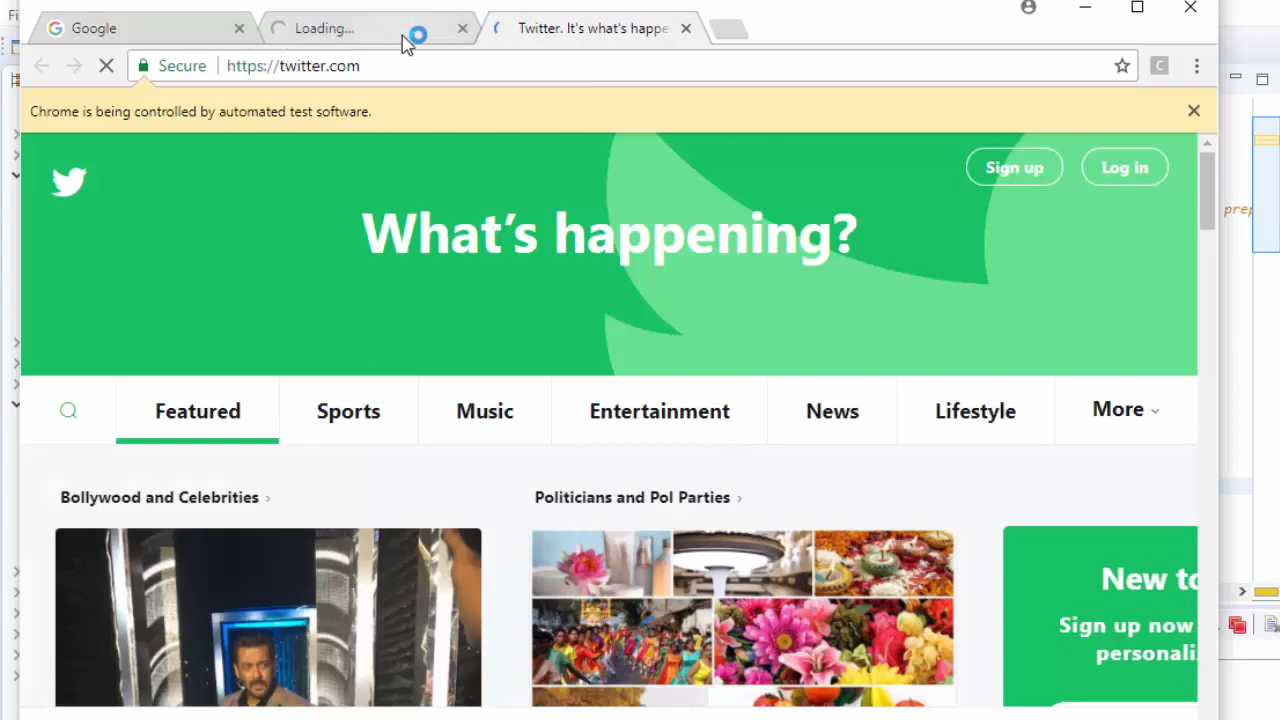 Fi
Google
Loading...
Twitter. It's what's happe
Secure
https://twitter.com
C
Chrome is being controlled by automated test software.
Sign up
Log in
What's happening?
prep
Featured
Sports
Music
Entertainment
News
Lifestyle
More
Bollywood and Celebrities
Politicians and Pol Parties
New to
Sign up now
personali